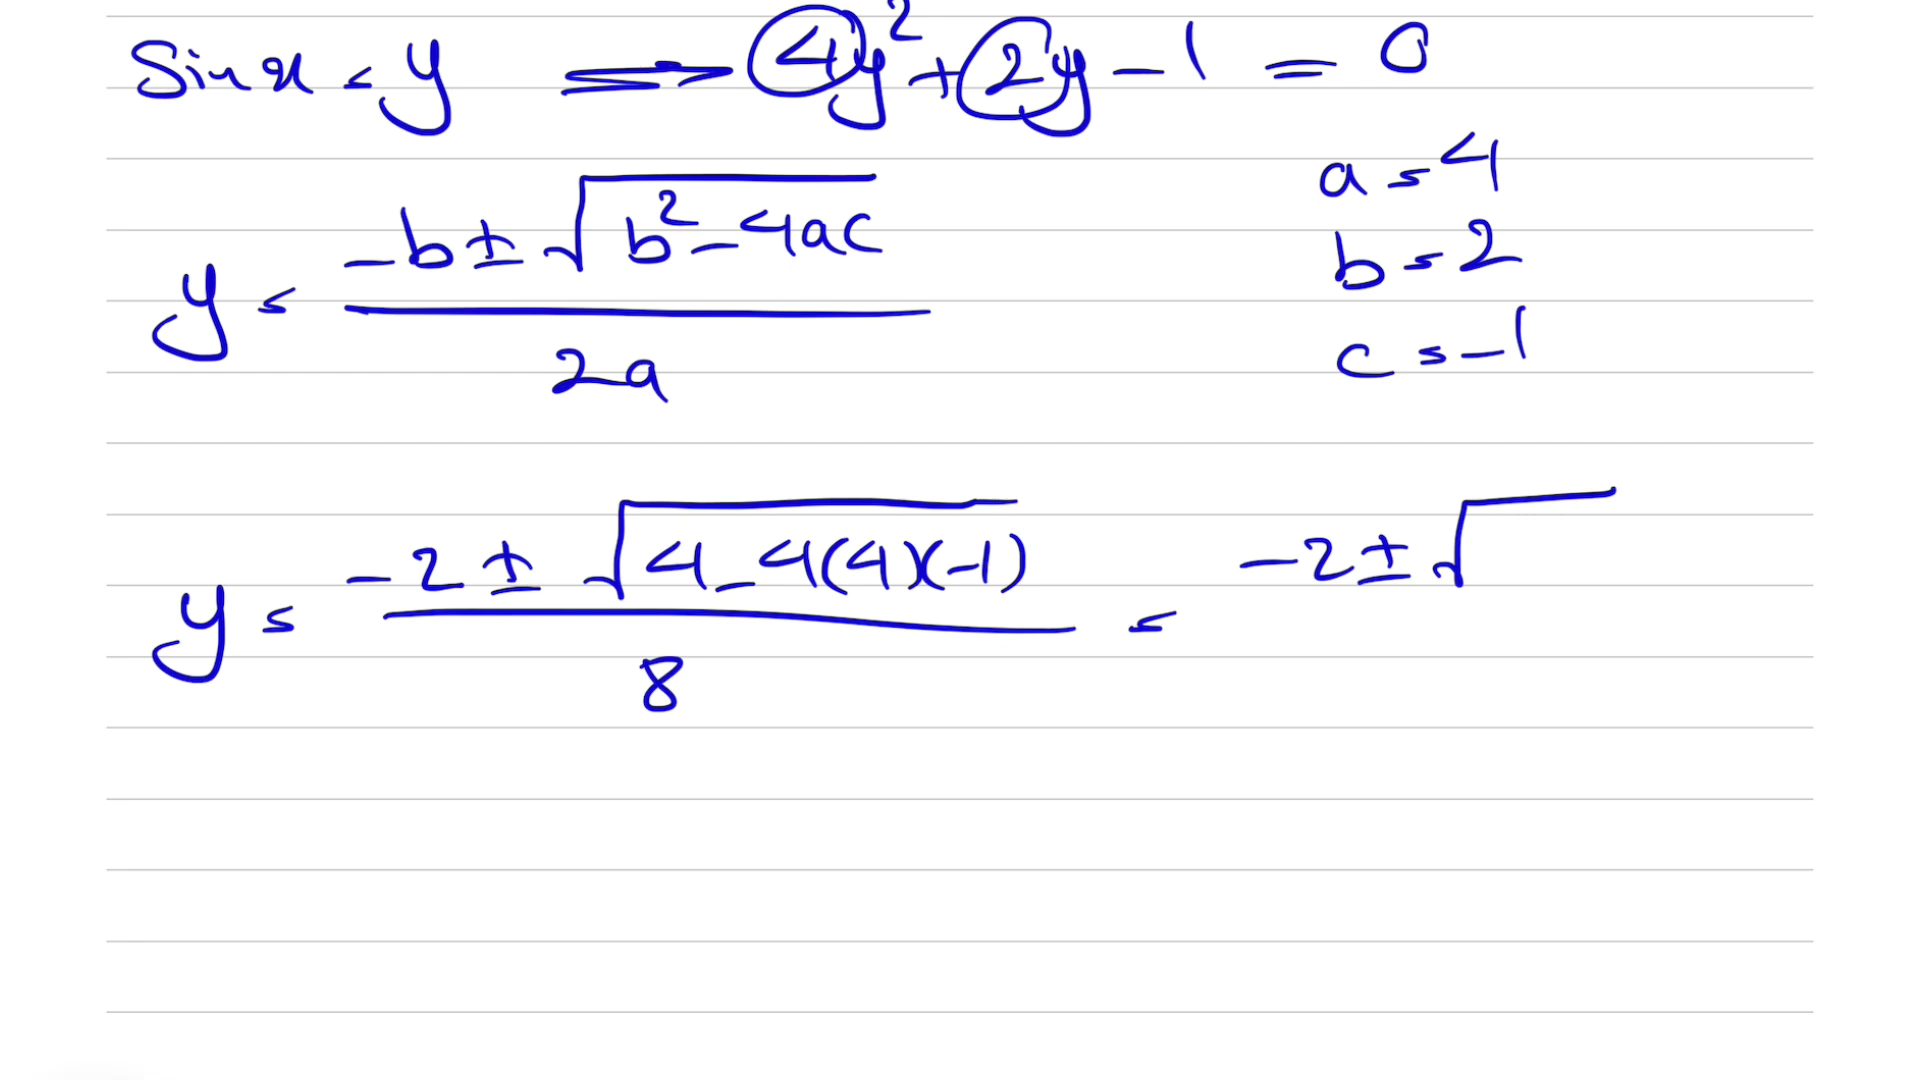 Sin x = y ⟹ 4y² + 2y - 1 = 0
a = 4
b = 2
c = -1
y = (-b ± √(b² - 4ac)) / 2a
y = (-2 ± √(4 - 4(4)(-1))) / 8 = -2 ± √